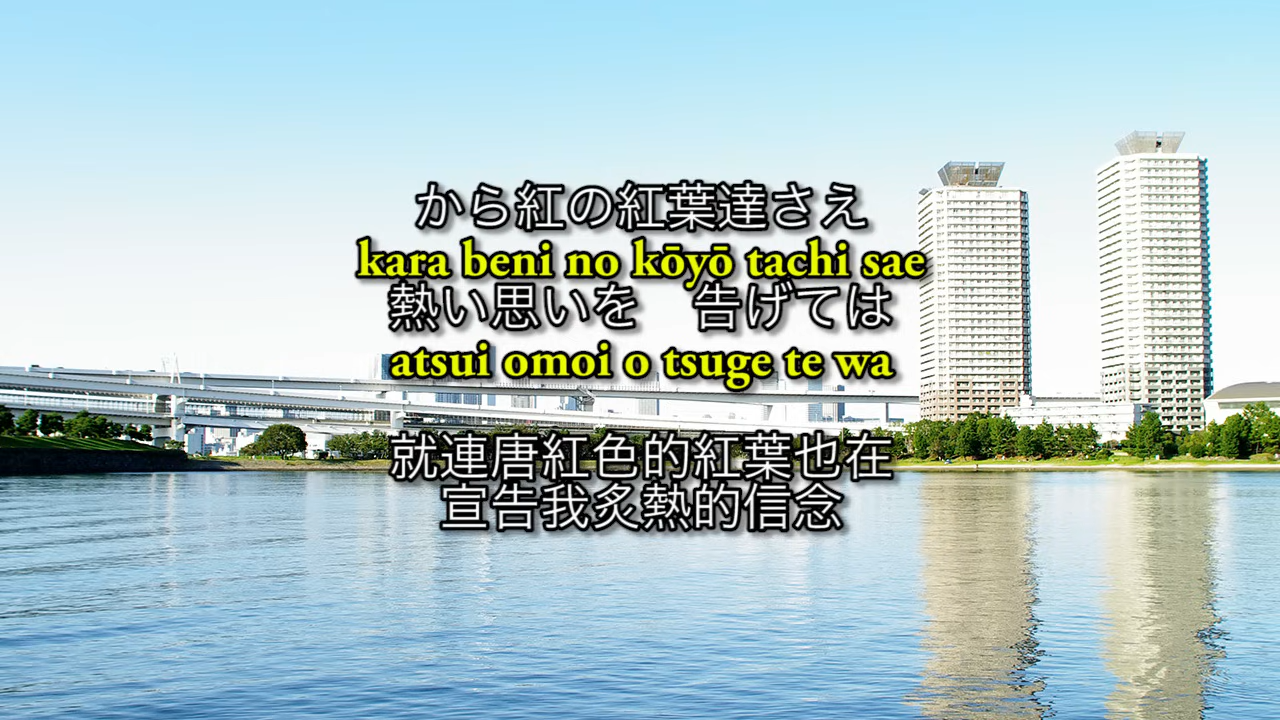 から紅の紅葉達さえ
kara beni no kōyō tachi sae
熱い思いを　告げては
atsui omoi o tsuge te wa
就連唐紅色的紅葉也在
宣告我炙熱的信念